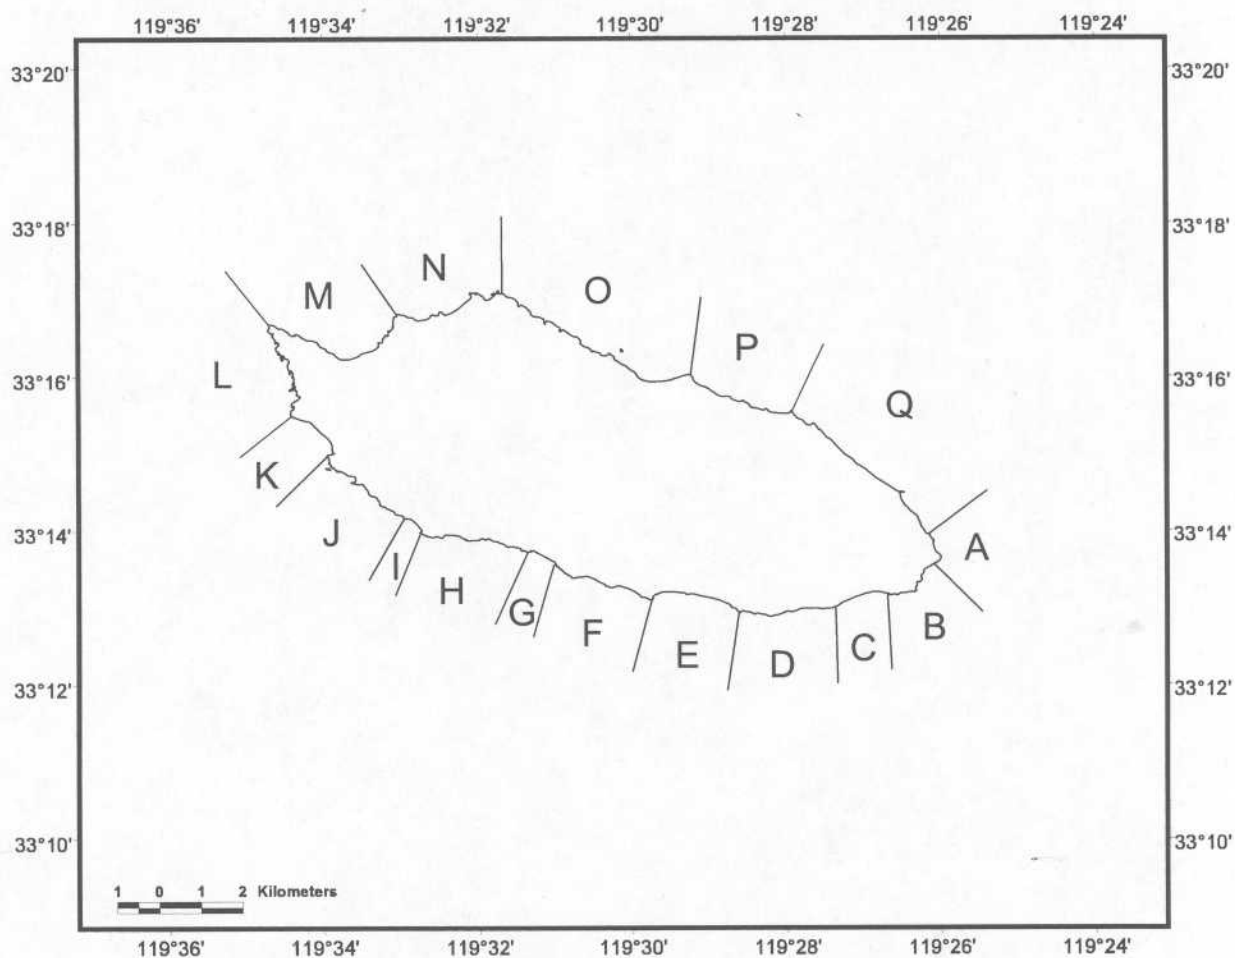 119°36' 119°34' 119°32' 119°30' 119°28' 119°26' 119°24'
33°20' 33°20'
33°18' 33°18'
N
M O
P
L 33°16' 33°16'
Q
K
33°14' J A 33°14'
I H G F B
E D C
33°12' 33°12'
33°10' 33°10'
1 0 1 2 Kilometers
119°36' 119°34' 119°32' 119°30' 119°28' 119°26' 119°24'